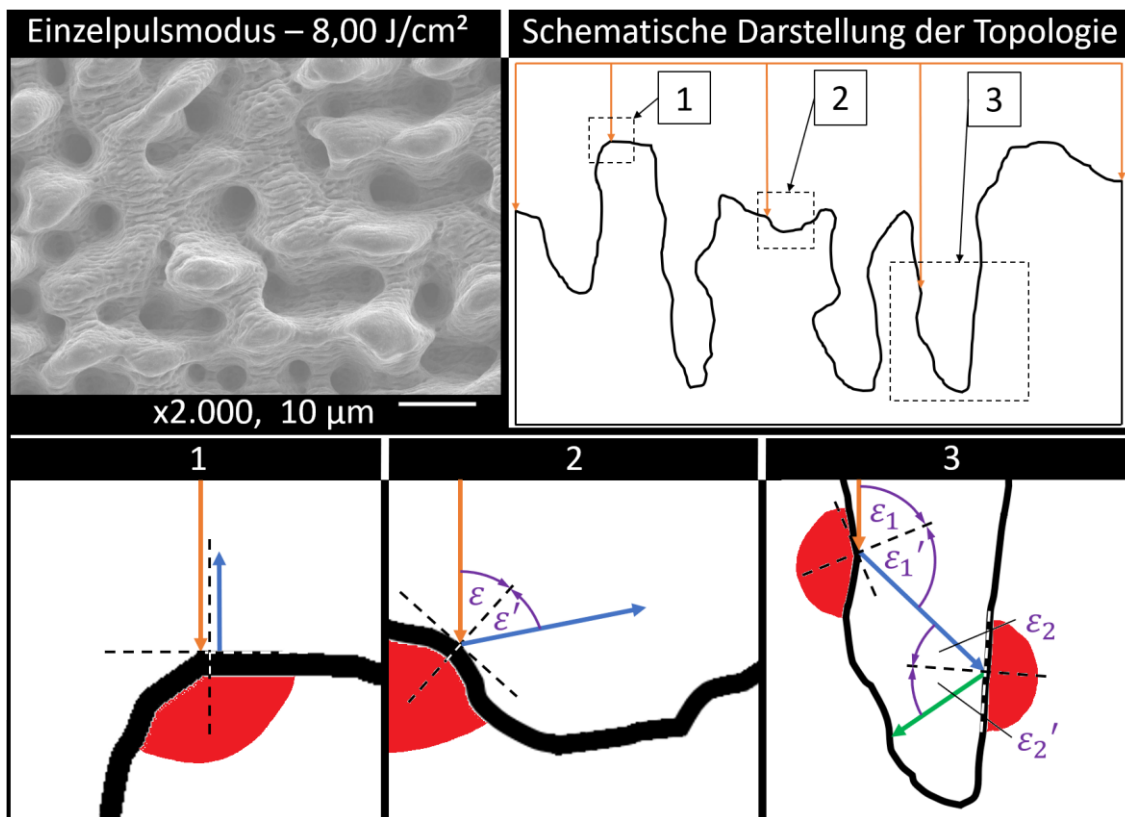 Einzelpulsmodus – 8,00 J/cm²
Schematische Darstellung der Topologie
1
2
3
x2.000, 10 µm
1
2
3
ε
ε'
ε₁
ε₁'
ε₂
ε₂'